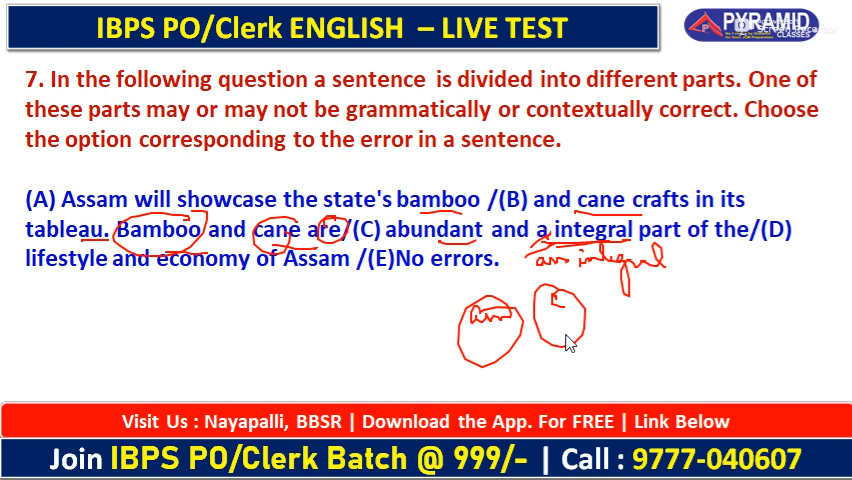 IBPS PO/Clerk ENGLISH – LIVE TEST
PYRAMID
CLASSES
7. In the following question a sentence is divided into different parts. One of
these parts may or may not be grammatically or contextually correct. Choose
the option corresponding to the error in a sentence.
(A) Assam will showcase the state's bamboo /(B) and cane crafts in its
tableau. Bamboo and cane are /(C) abundant and a integral part of the/(D)
lifestyle and economy of Assam /(E)No errors.
an integral
an
C
Visit Us : Nayapalli, BBSR | Download the App. For FREE | Link Below
Join IBPS PO/Clerk Batch @ 999/- | Call : 9777-040607